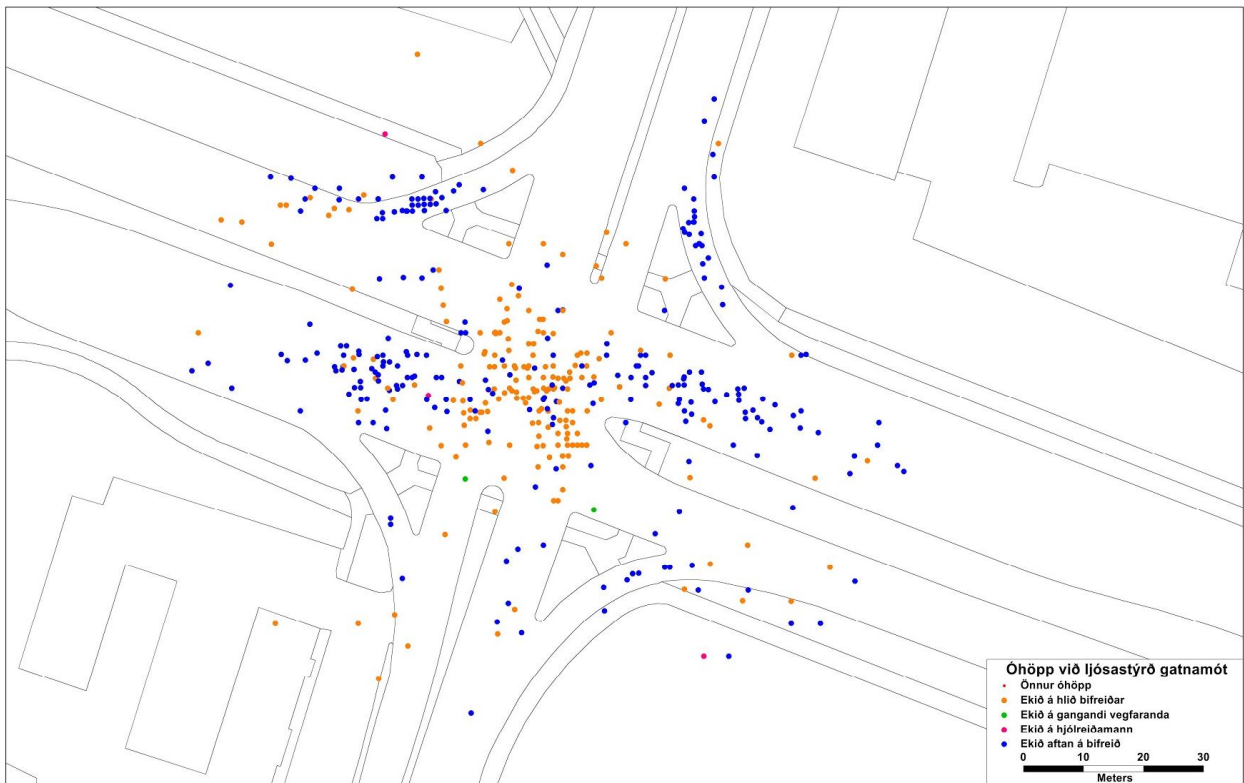 Óhöpp við ljósastýrð gatnamót
Önnur óhöpp
Ekið á hlið bifreiðar
Ekið á gangandi vegfaranda
Ekið á hjólreiðamann
Ekið aftan á bifreið
0 10 20 30
Meters